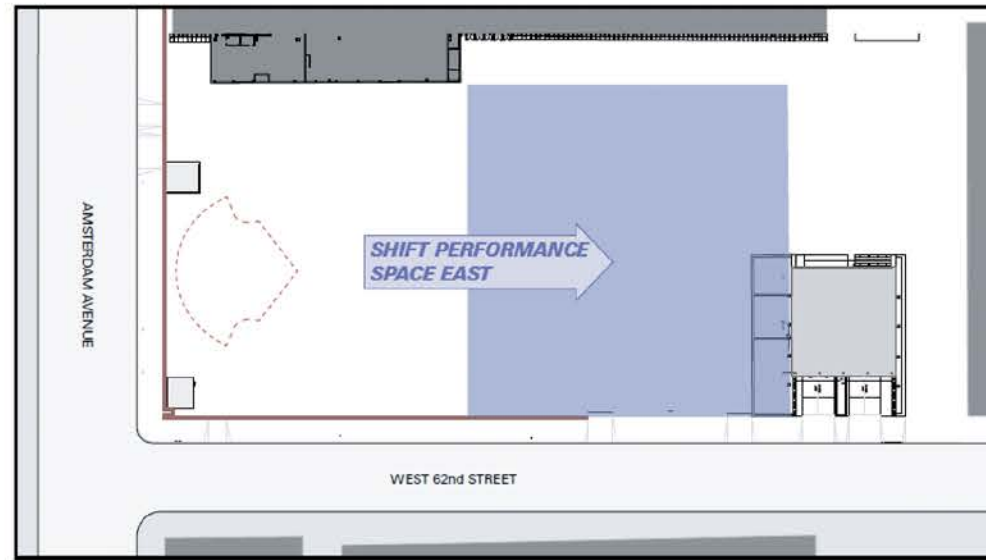 AMSTERDAM AVENUE
SHIFT PERFORMANCE
SPACE EAST
WEST 62nd STREET